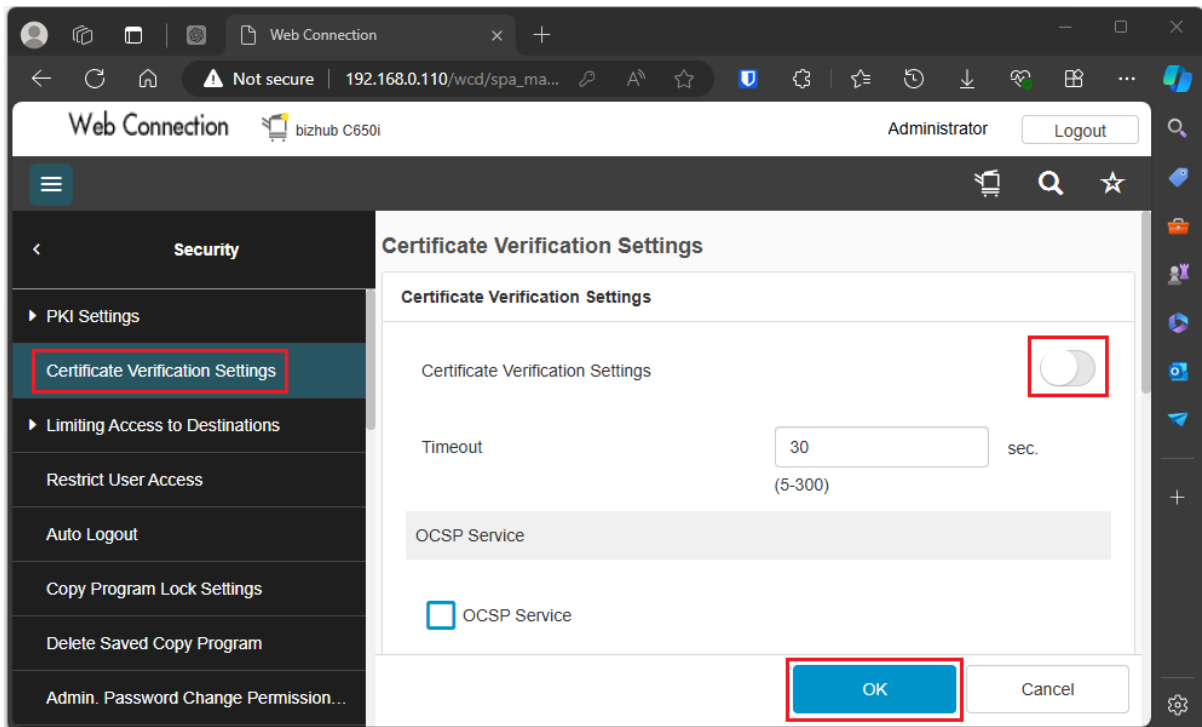 Web Connection
Not secure | 192.168.0.110/wcd/spa_ma...
Web Connection bizhub C650i Administrator Logout
Security
PKI Settings
Certificate Verification Settings
Limiting Access to Destinations
Restrict User Access
Auto Logout
Copy Program Lock Settings
Delete Saved Copy Program
Admin. Password Change Permission...
Certificate Verification Settings
Certificate Verification Settings
Certificate Verification Settings
Timeout 30 sec.
(5-300)
OCSP Service
OCSP Service
OK Cancel